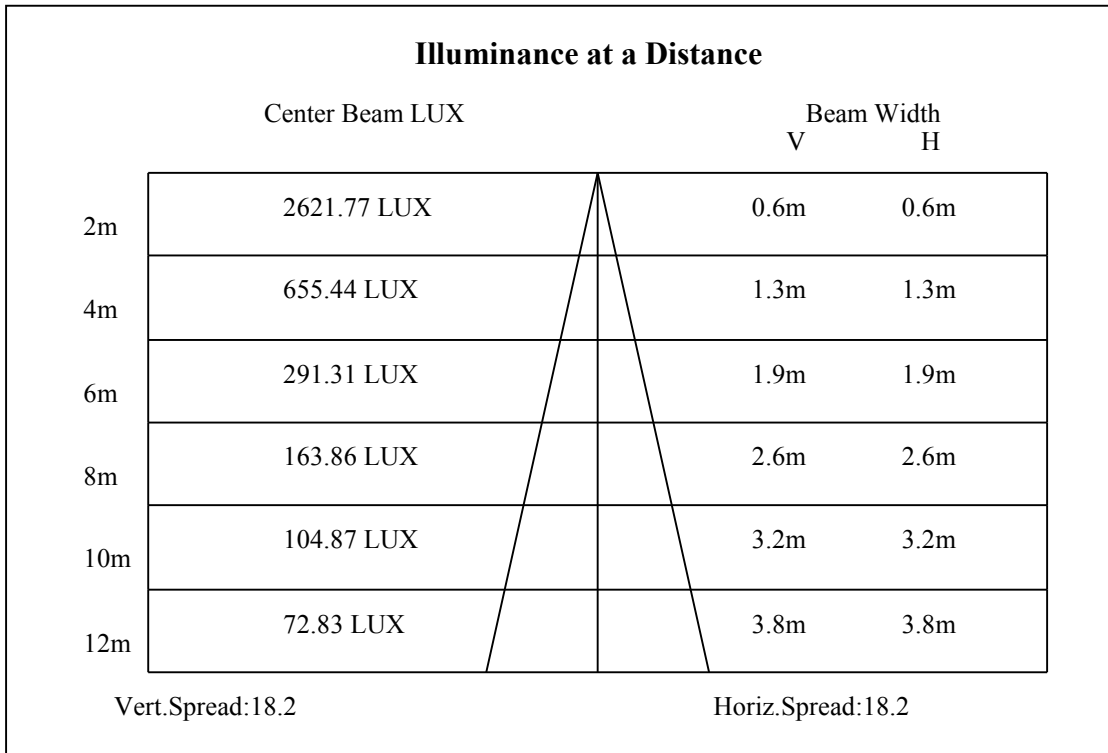 Illuminance at a Distance
Center Beam LUX Beam Width
V H
2m 2621.77 LUX 0.6m 0.6m
4m 655.44 LUX 1.3m 1.3m
6m 291.31 LUX 1.9m 1.9m
8m 163.86 LUX 2.6m 2.6m
10m 104.87 LUX 3.2m 3.2m
12m 72.83 LUX 3.8m 3.8m
Vert.Spread:18.2 Horiz.Spread:18.2